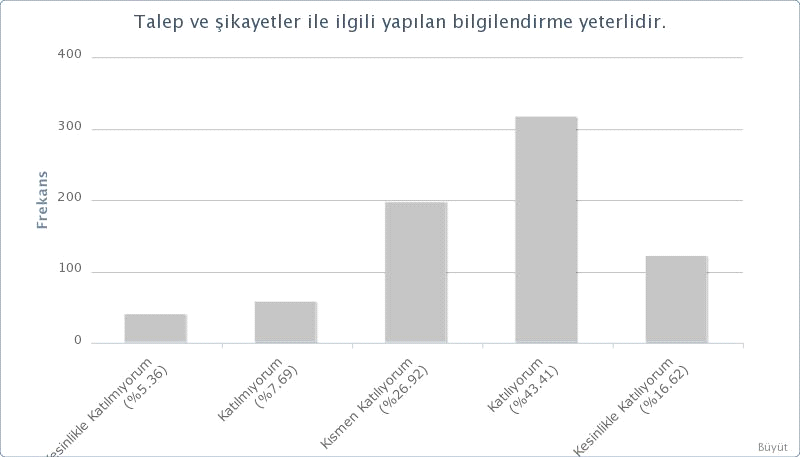 Talep ve şikayetler ile ilgili yapılan bilgilendirme yeterlidir.
400
300
200
100
0
Frekans
Katılmıyorum
(%5.36)
Katılmıyorum
(%7.69)
Kısmen Katılıyorum
(%26.92)
Katılıyorum
(%43.41)
Kesinlikle Katılıyorum
(%16.62)
Büyüt